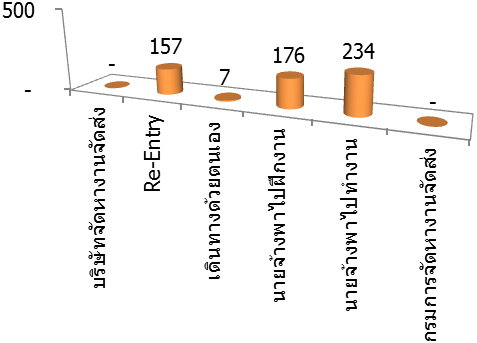 500
-
-
157
7
176
234
-
บริษัทจัดหางานจัดส่ง
Re-Entry
เดินทางด้วยตนเอง
นายจ้างพาไปฝึกงาน
นายจ้างพาไปทำงาน
กรมการจัดหางานจัดส่ง